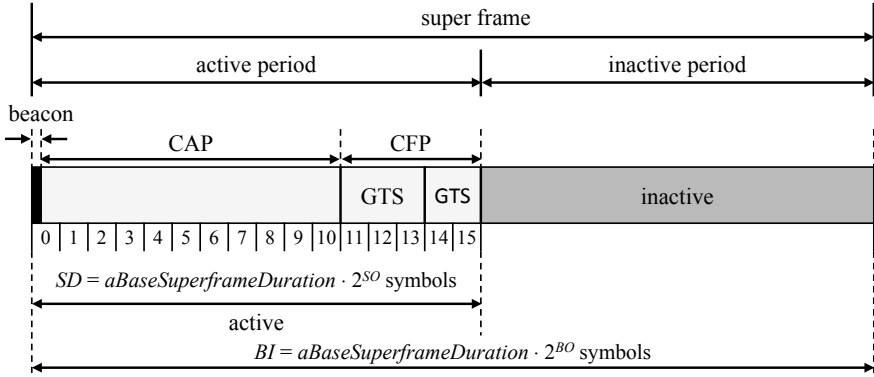 super frame
active period inactive period
beacon
CAP CFP
GTS GTS inactive
0 1 2 3 4 5 6 7 8 9 10 11 12 13 14 15
SD = aBaseSuperframeDuration · 2^SO symbols
active
BI = aBaseSuperframeDuration · 2^BO symbols